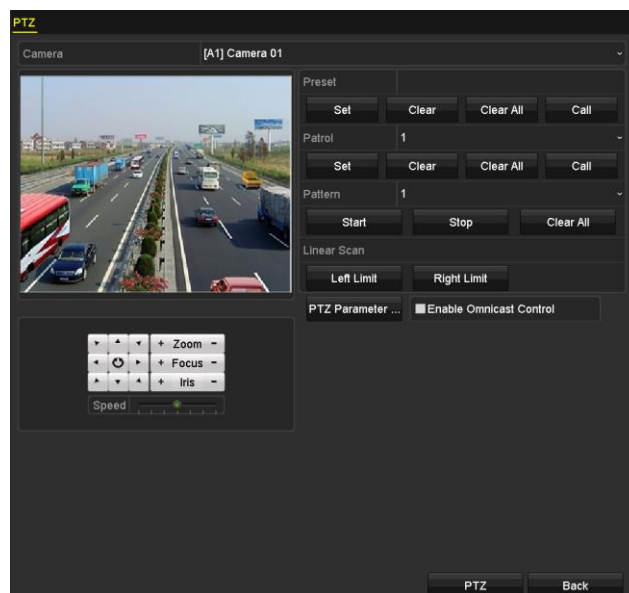 PTZ
Camera [A1] Camera 01
Preset
Set Clear Clear All Call
Patrol 1
Set Clear Clear All Call
Pattern 1
Start Stop Clear All
Linear Scan
Left Limit Right Limit
PTZ Parameter ... Enable Omnicast Control
+ Zoom -
+ Focus -
+ Iris -
Speed
PTZ Back